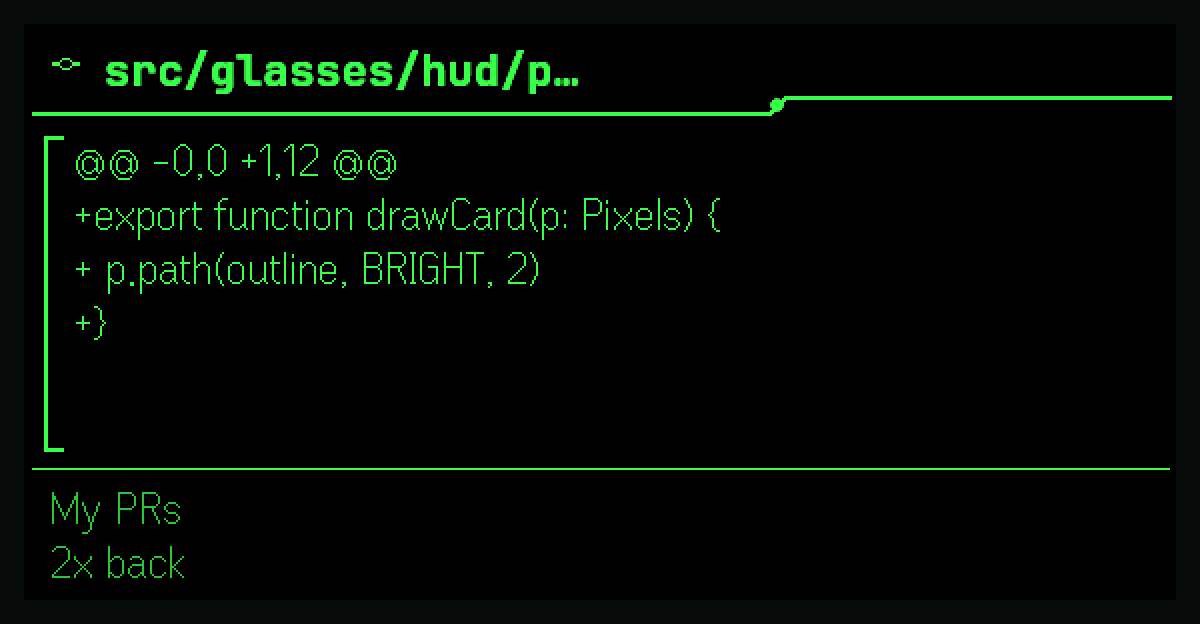 src/glasses/hud/p…
@@ -0,0 +1,12 @@
+export function drawCard(p: Pixels) {
+ p.path(outline, BRIGHT, 2)
+}
My PRs
2x back